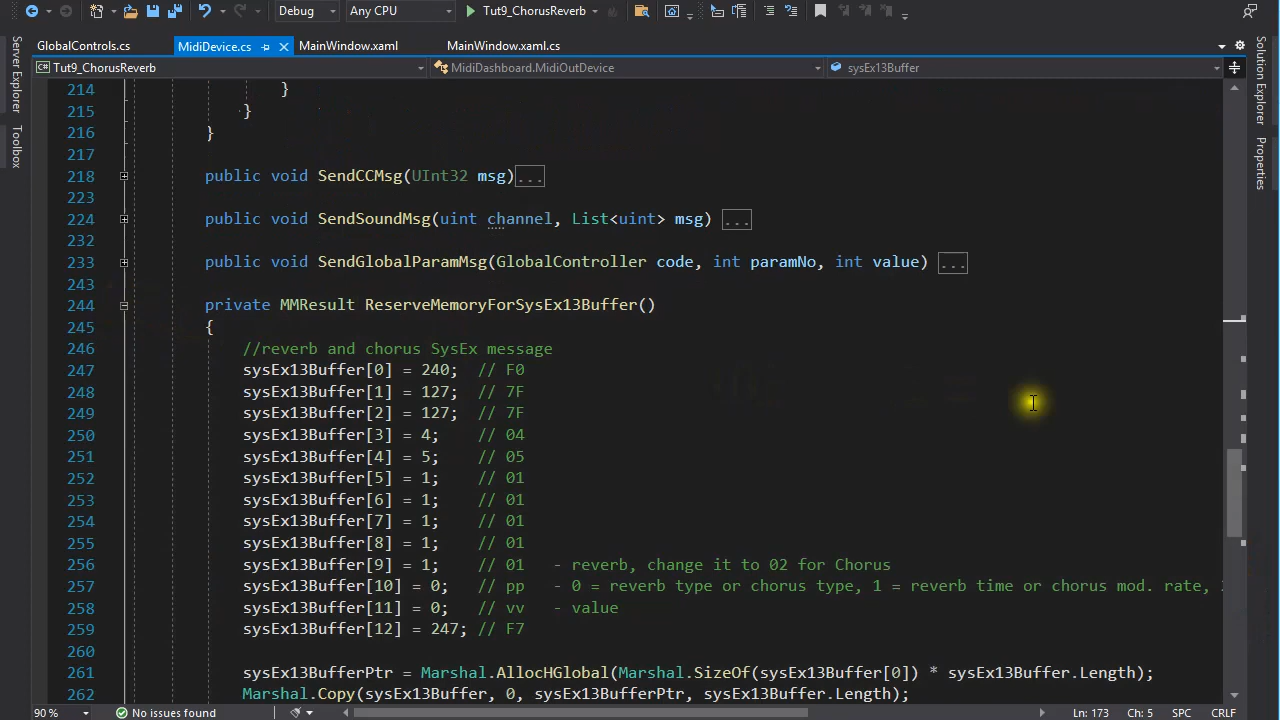 Debug Any CPU Tut9_ChorusReverb
GlobalControls.cs MidiDevice.cs MainWindow.xaml MainWindow.xaml.cs
Server Explorer
Toolbox
Solution Explorer
Properties
C# Tut9_ChorusReverb MidiDashboard.MidiOutDevice sysEx13Buffer
214 }
215 }
216 }
217
218 public void SendCCMsg(UInt32 msg)...
223
224 public void SendSoundMsg(uint channel, List<uint> msg) ...
232
233 public void SendGlobalParamMsg(GlobalController code, int paramNo, int value) ...
243
244 private MMResult ReserveMemoryForSysEx13Buffer()
245 {
246 //reverb and chorus SysEx message
247 sysEx13Buffer[0] = 240; // F0
248 sysEx13Buffer[1] = 127; // 7F
249 sysEx13Buffer[2] = 127; // 7F
250 sysEx13Buffer[3] = 4; // 04
251 sysEx13Buffer[4] = 5; // 05
252 sysEx13Buffer[5] = 1; // 01
253 sysEx13Buffer[6] = 1; // 01
254 sysEx13Buffer[7] = 1; // 01
255 sysEx13Buffer[8] = 1; // 01
256 sysEx13Buffer[9] = 1; // 01 - reverb, change it to 02 for Chorus
257 sysEx13Buffer[10] = 0; // pp - 0 = reverb type or chorus type, 1 = reverb time or chorus mod. rate,
258 sysEx13Buffer[11] = 0; // vv - value
259 sysEx13Buffer[12] = 247; // F7
260
261 sysEx13BufferPtr = Marshal.AllocHGlobal(Marshal.SizeOf(sysEx13Buffer[0]) * sysEx13Buffer.Length);
262 Marshal.Copy(sysEx13Buffer, 0, sysEx13BufferPtr, sysEx13Buffer.Length);
90 % No issues found Ln: 173 Ch: 5 SPC CRLF